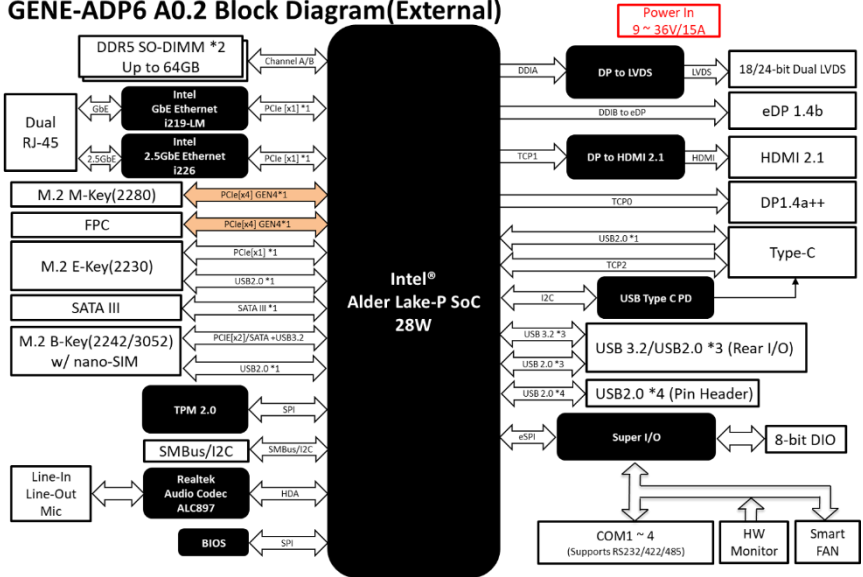 GENE-ADP6 A0.2 Block Diagram(External)
Power In
9 ~ 36V/15A
DDR5 SO-DIMM *2
Up to 64GB
Channel A/B
Dual
RJ-45
GbE
Intel
GbE Ethernet
i219-LM
PCIe [x1] *1
2.5GbE
Intel
2.5GbE Ethernet
i226
PCIe [x1] *1
M.2 M-Key(2280)
PCIe[x4] GEN4*1
FPC
PCIe[x4] GEN4*1
M.2 E-Key(2230)
PCIe[x1] *1
USB2.0 *1
SATA III
SATA III *1
M.2 B-Key(2242/3052)
w/ nano-SIM
PCIE[x2]/SATA +USB3.2
USB2.0 *1
TPM 2.0
SPI
SMBus/I2C
SMBus/I2C
Line-In
Line-Out
Mic
Realtek
Audio Codec
ALC897
HDA
BIOS
SPI
Intel®
Alder Lake-P SoC
28W
DDIA
DP to LVDS
LVDS
18/24-bit Dual LVDS
DDIB to eDP
eDP 1.4b
TCP1
DP to HDMI 2.1
HDMI
HDMI 2.1
TCP0
DP1.4a++
USB2.0 *1
TCP2
Type-C
I2C
USB Type C PD
USB 3.2 *3
USB 2.0 *3
USB 3.2/USB2.0 *3 (Rear I/O)
USB 2.0 *4
USB2.0 *4 (Pin Header)
eSPI
Super I/O
8-bit DIO
COM1 ~ 4
(Supports RS232/422/485)
HW
Monitor
Smart
FAN